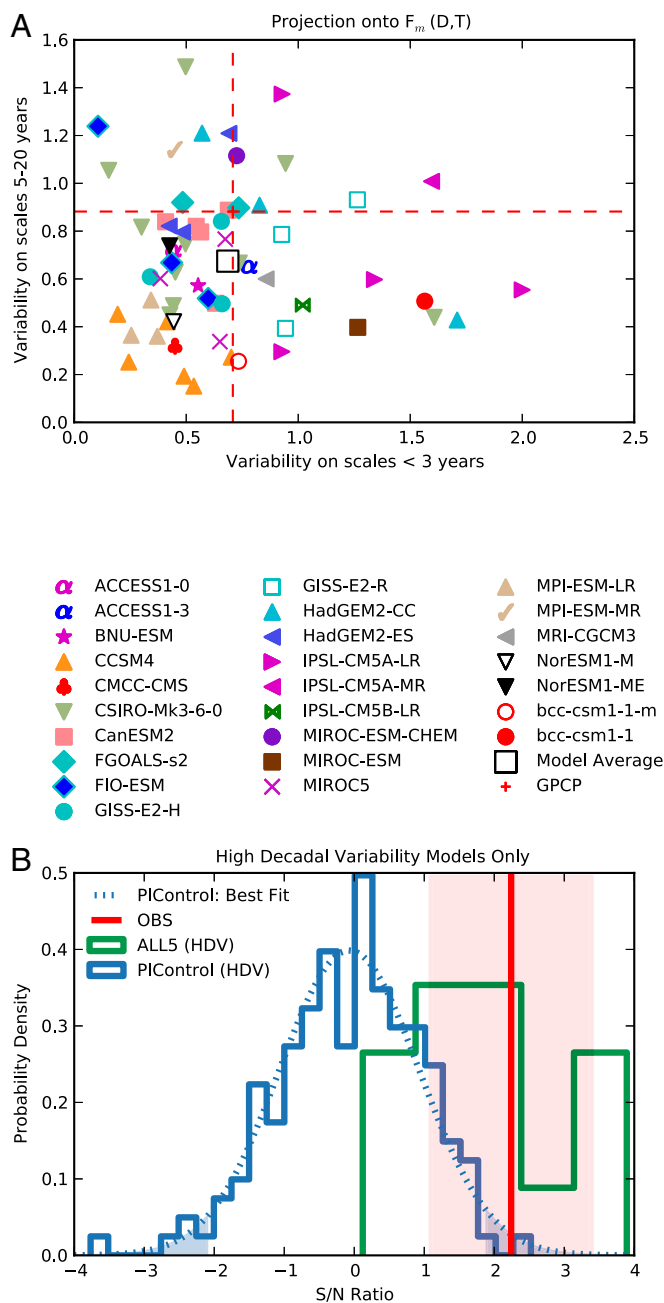 A
Projection onto Fm (D,T)
1.6
1.4
1.2
1.0
0.8
0.6
0.4
0.2
0.0
Variability on scales 5-20 years
α
0.0 0.5 1.0 1.5 2.0 2.5
Variability on scales < 3 years
α ACCESS1-0
α ACCESS1-3
BNU-ESM
CCSM4
CMCC-CMS
CSIRO-Mk3-6-0
CanESM2
FGOALS-s2
FIO-ESM
GISS-E2-H
GISS-E2-R
HadGEM2-CC
HadGEM2-ES
IPSL-CM5A-LR
IPSL-CM5A-MR
IPSL-CM5B-LR
MIROC-ESM-CHEM
MIROC-ESM
MIROC5
MPI-ESM-LR
MPI-ESM-MR
MRI-CGCM3
NorESM1-M
NorESM1-ME
bcc-csm1-1-m
bcc-csm1-1
Model Average
GPCP
B
High Decadal Variability Models Only
0.5
0.4
0.3
0.2
0.1
0.0
Probability Density
PIControl: Best Fit
OBS
ALL5 (HDV)
PIControl (HDV)
−4 −3 −2 −1 0 1 2 3 4
S/N Ratio